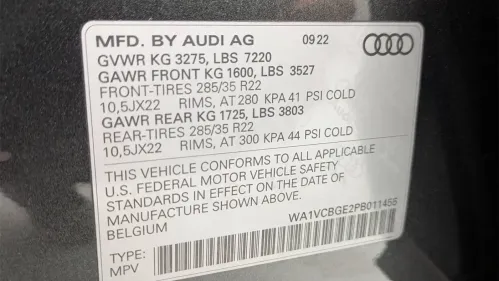 MFD. BY AUDI AG 09 22
GVWR KG 3275, LBS 7220
GAWR FRONT KG 1600, LBS 3527
FRONT-TIRES 285/35 R22
10,5JX22 RIMS, AT 280 KPA 41 PSI COLD
GAWR REAR KG 1725, LBS 3803
REAR-TIRES 285/35 R22
10,5JX22 RIMS, AT 300 KPA 44 PSI COLD
THIS VEHICLE CONFORMS TO ALL APPLICABLE
U.S. FEDERAL MOTOR VEHICLE SAFETY
STANDARDS IN EFFECT ON THE DATE OF
MANUFACTURE SHOWN ABOVE.
BELGIUM
WA1VCBGE2PB011455
TYPE:
MPV